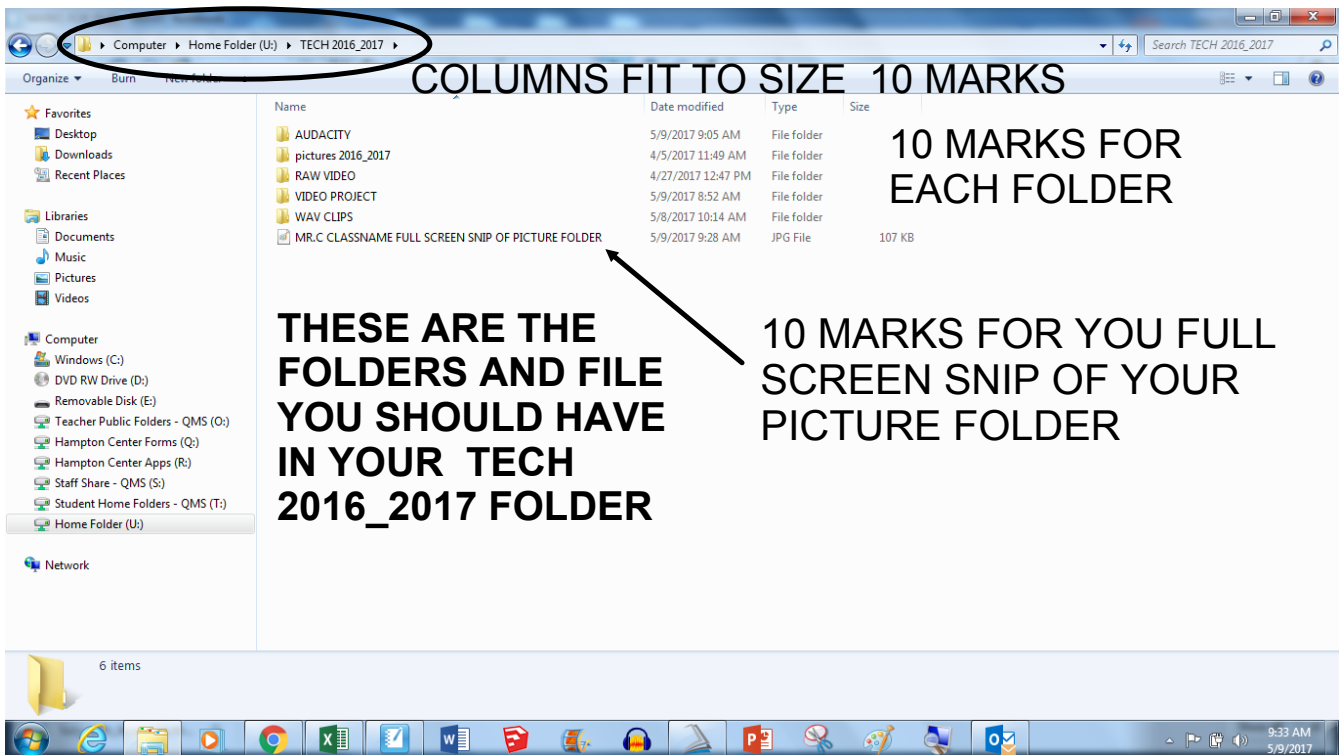 Computer ▸ Home Folder (U:) ▸ TECH 2016_2017 ▸
Search TECH 2016_2017
Organize
Burn
New folder
COLUMNS FIT TO SIZE 10 MARKS
Name Date modified Type Size
AUDACITY 5/9/2017 9:05 AM File folder
pictures 2016_2017 4/5/2017 11:49 AM File folder
RAW VIDEO 4/27/2017 12:47 PM File folder
VIDEO PROJECT 5/9/2017 8:52 AM File folder
WAV CLIPS 5/8/2017 10:14 AM File folder
MR.C CLASSNAME FULL SCREEN SNIP OF PICTURE FOLDER 5/9/2017 9:28 AM JPG File 107 KB
10 MARKS FOR
EACH FOLDER
Favorites
Desktop
Downloads
Recent Places
Libraries
Documents
Music
Pictures
Videos
Computer
Windows (C:)
DVD RW Drive (D:)
Removable Disk (E:)
Teacher Public Folders - QMS (O:)
Hampton Center Forms (Q:)
Hampton Center Apps (R:)
Staff Share - QMS (S:)
Student Home Folders - QMS (T:)
Home Folder (U:)
Network
THESE ARE THE
FOLDERS AND FILE
YOU SHOULD HAVE
IN YOUR TECH
2016_2017 FOLDER
10 MARKS FOR YOU FULL
SCREEN SNIP OF YOUR
PICTURE FOLDER
6 items
9:33 AM
5/9/2017